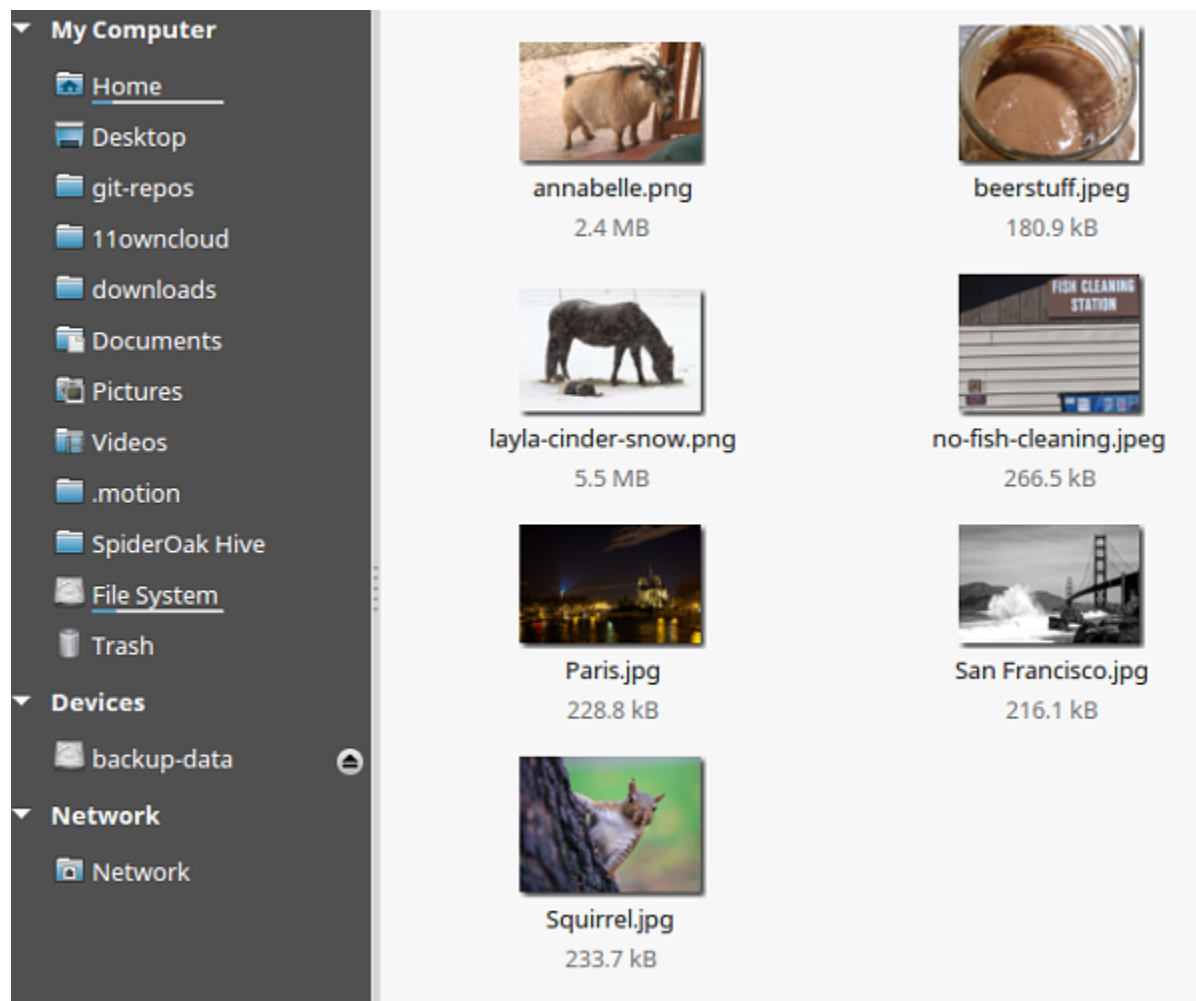 My Computer
Home
Desktop
git-repos
11owncloud
downloads
Documents
Pictures
Videos
.motion
SpiderOak Hive
File System
Trash
Devices
backup-data
Network
Network
annabelle.png
2.4 MB
beerstuff.jpeg
180.9 kB
layla-cinder-snow.png
5.5 MB
FISH CLEANING
STATION
no-fish-cleaning.jpeg
266.5 kB
Paris.jpg
228.8 kB
San Francisco.jpg
216.1 kB
Squirrel.jpg
233.7 kB